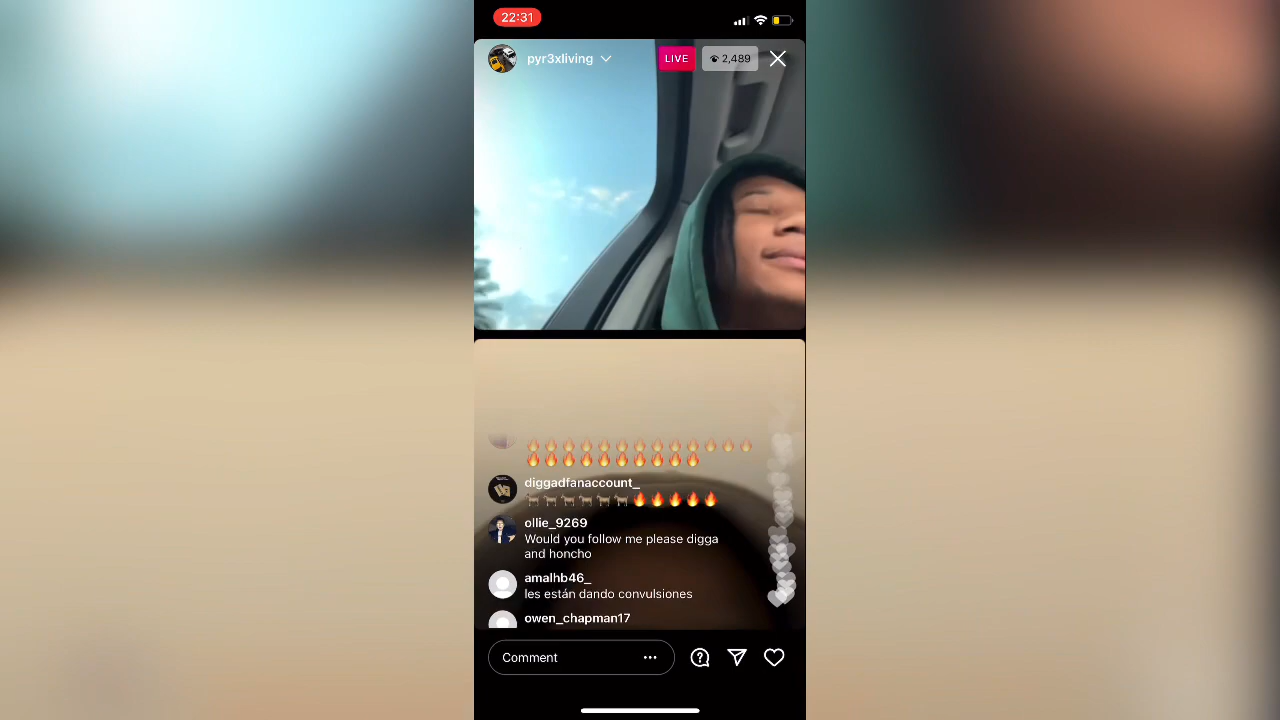 22:31
pyr3xliving
LIVE
2,489
diggadfanaccount_
ollie_9269
Would you follow me please digga
and honcho
amalhb46_
les están dando convulsiones
owen_chapman17
Comment